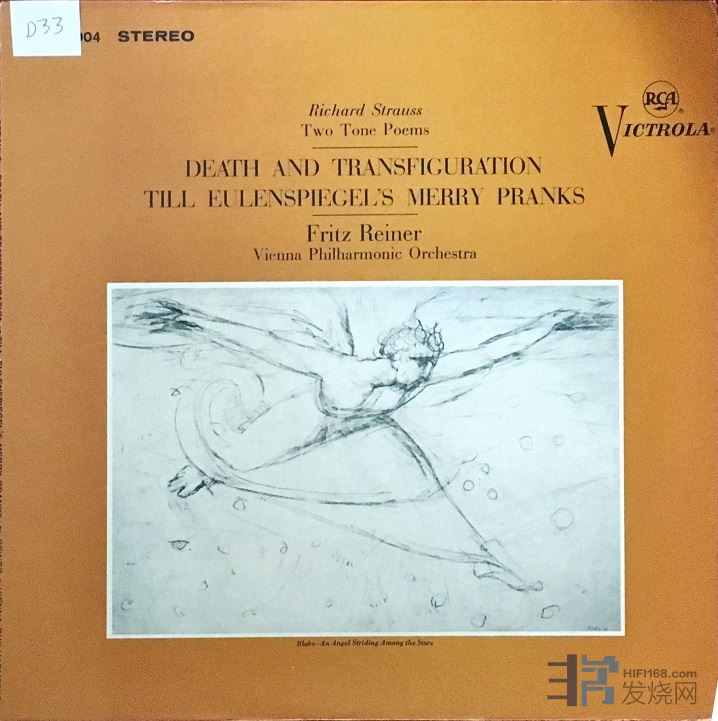 D33
004 STEREO
RCA
VICTROLA
Richard Strauss
Two Tone Poems
DEATH AND TRANSFIGURATION
TILL EULENSPIEGEL'S MERRY PRANKS
Fritz Reiner
Vienna Philharmonic Orchestra
Blake—An Angel Striding Among the Stars
HIFI168.com
发烧网